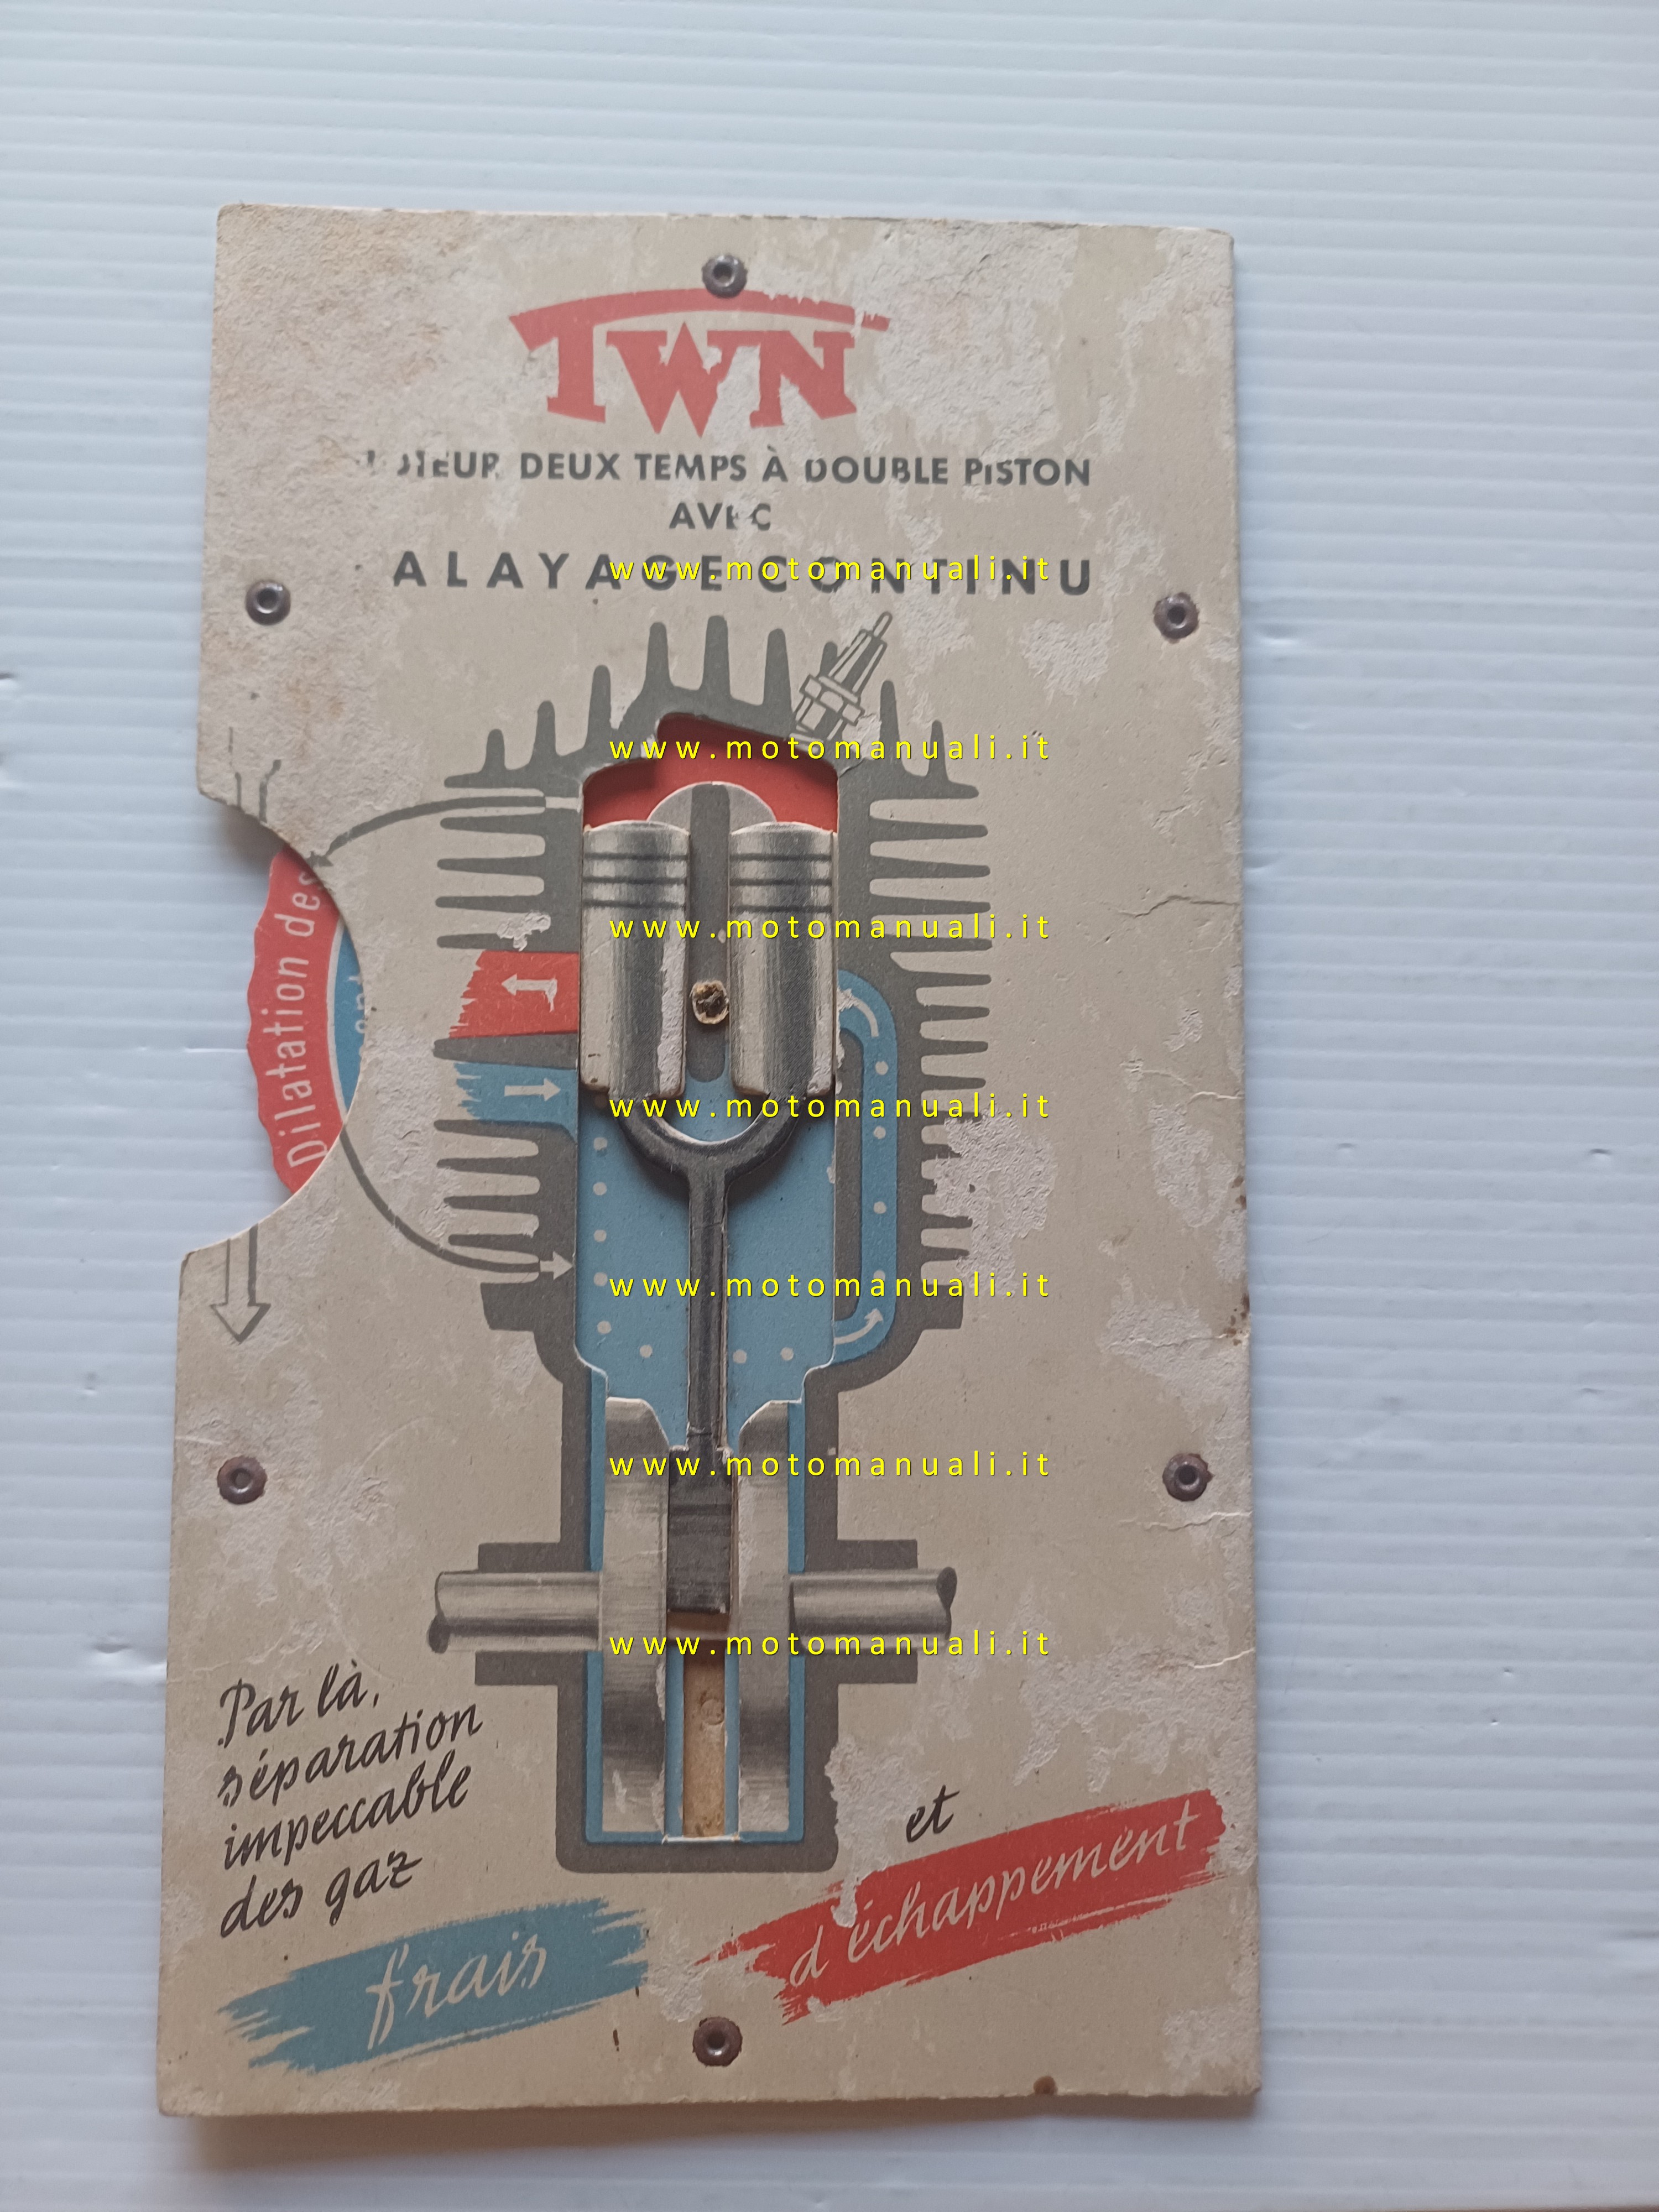 TWN
MOTEUR DEUX TEMPS À DOUBLE PISTON
AVEC
ALAYAGE CONTINU
www.motomanuali.it
www.motomanuali.it
www.motomanuali.it
Dilatation des
www.motomanuali.it
www.motomanuali.it
www.motomanuali.it
www.motomanuali.it
Par là,
séparation
impeccable
des gaz
frais
et
d'échappement